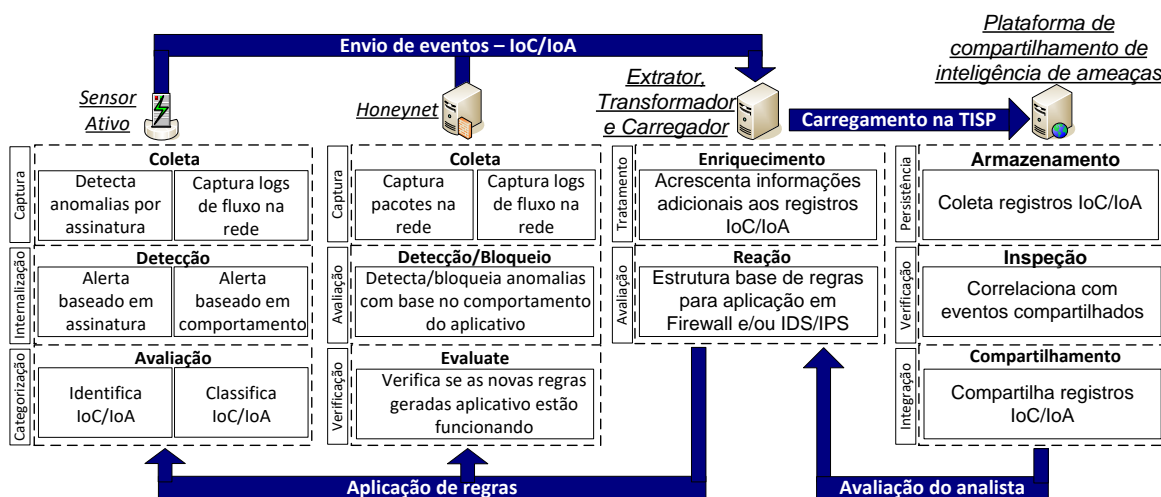 Envio de eventos – IoC/IoA
Plataforma de
compartilhamento de
inteligência de ameaças
Sensor
Ativo
Honeynet
Extrator,
Transformador
e Carregador
Carregamento na TISP
Captura
Coleta
Detecta
anomalias por
assinatura
Captura logs
de fluxo na
rede
Internalização
Detecção
Alerta
baseado em
assinatura
Alerta
baseado em
comportamento
Categorização
Avaliação
Identifica
IoC/IoA
Classifica
IoC/IoA
Captura
Coleta
Captura
pacotes na
rede
Captura logs
de fluxo na
rede
Avaliação
Detecção/Bloqueio
Detecta/bloqueia anomalias
com base no comportamento
do aplicativo
Verificação
Evaluate
Verifica se as novas regras
geradas aplicativo estão
funcionando
Tratamento
Enriquecimento
Acrescenta informações
adicionais aos registros
IoC/IoA
Avaliação
Reação
Estrutura base de regras
para aplicação em
Firewall e/ou IDS/IPS
Persistência
Armazenamento
Coleta registros IoC/IoA
Verificação
Inspeção
Correlaciona com
eventos compartilhados
Integração
Compartilhamento
Compartilha registros
IoC/IoA
Aplicação de regras
Avaliação do analista